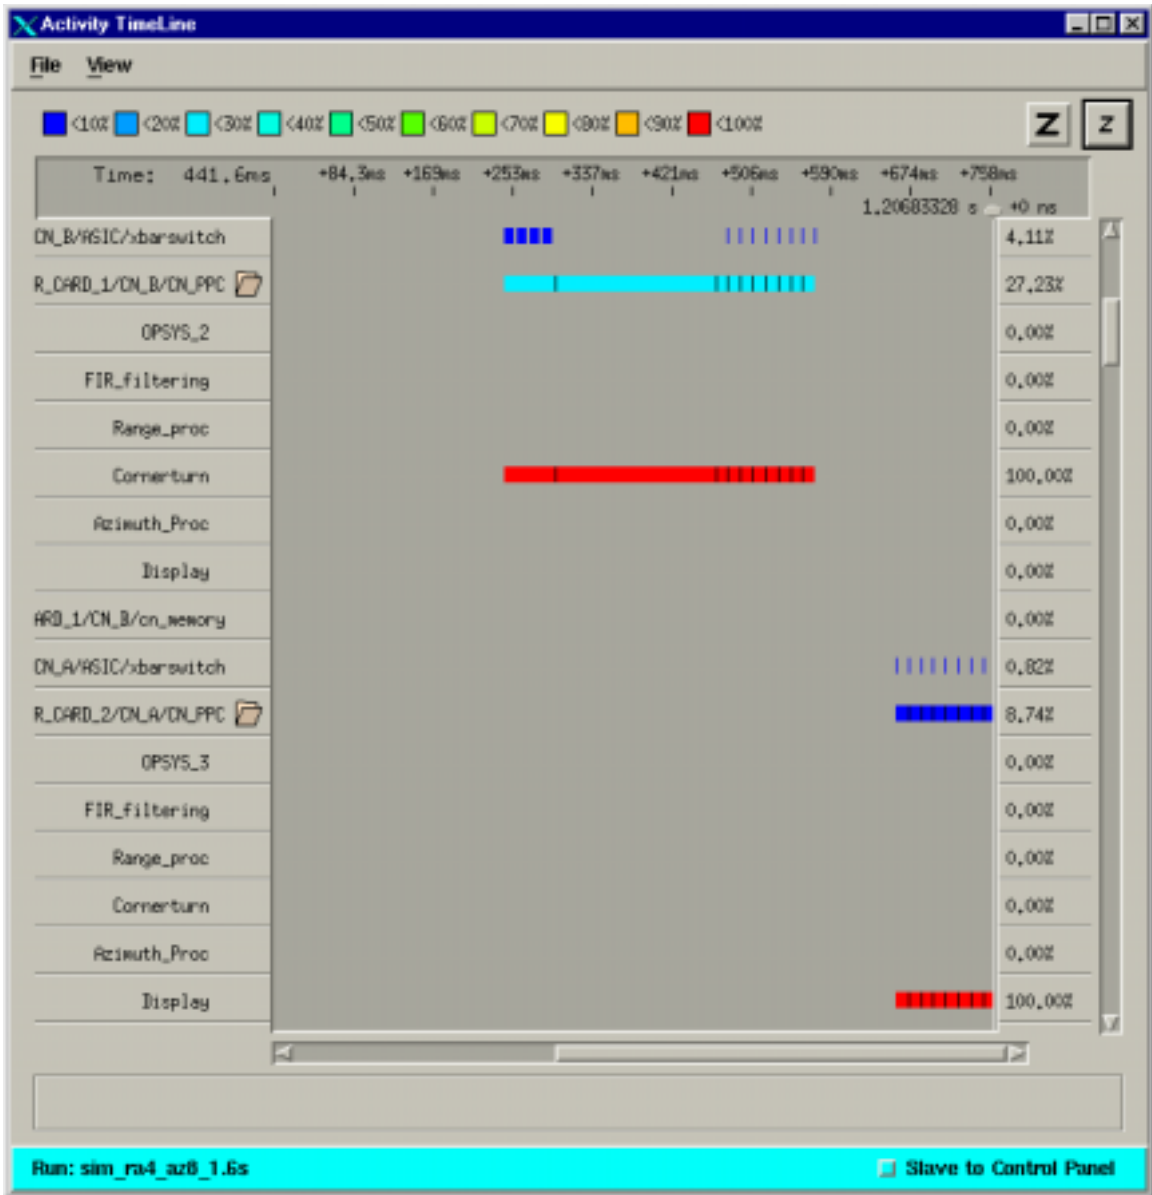 Activity TimeLine
File View
<10% <20% <30% <40% <50% <60% <70% <80% <90% <100% Z z
Time: 441.6ms +84.3ms +169ms +253ms +337ms +421ms +506ms +590ms +674ms +758ms
1.20683328 s +0 ms
CN_B/ASIC/xbarswitch 4.11%
R_CARD_1/CN_B/CN_PPC 27.23%
OPSYS_2 0.00%
FIR_filtering 0.00%
Range_proc 0.00%
Cornerturn 100.00%
Azimuth_Proc 0.00%
Display 0.00%
ARD_1/CN_B/cn_memory 0.00%
CN_A/ASIC/xbarswitch 0.82%
R_CARD_2/CN_A/CN_PPC 8.74%
OPSYS_3 0.00%
FIR_filtering 0.00%
Range_proc 0.00%
Cornerturn 0.00%
Azimuth_Proc 0.00%
Display 100.00%
Run: sim_ra4_az8_1.6s Slave to Control Panel